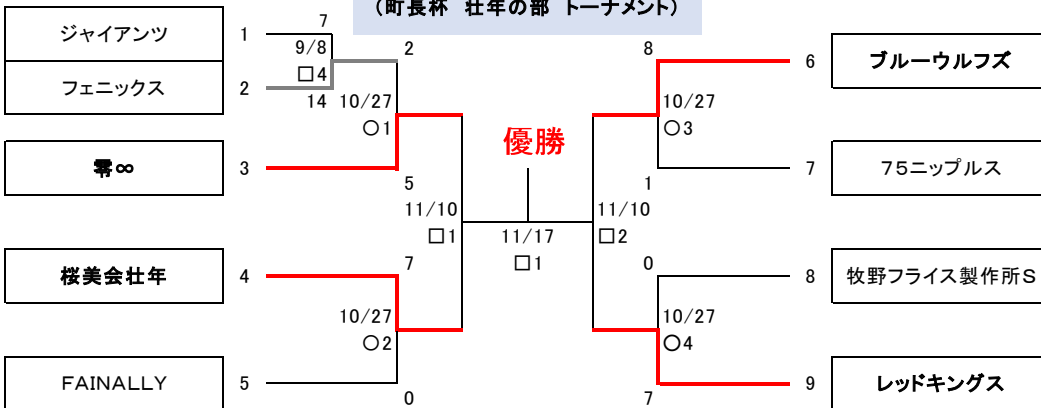 (町長杯 壮年の部 トーナメント)
ジャイアンツ 1 7
9/8 2 8 6 ブルーウルフズ
□4
フェニックス 2
14 10/27 10/27
○1 ○3
優勝
零∞ 3 7 75ニップルス
5 1
11/10 11/10
□1 11/17 □2
7 □1 0
桜美会壮年 4 8 牧野フライス製作所S
10/27 10/27
○2 ○4
FAINALLY 5 9 レッドキングス
0 7